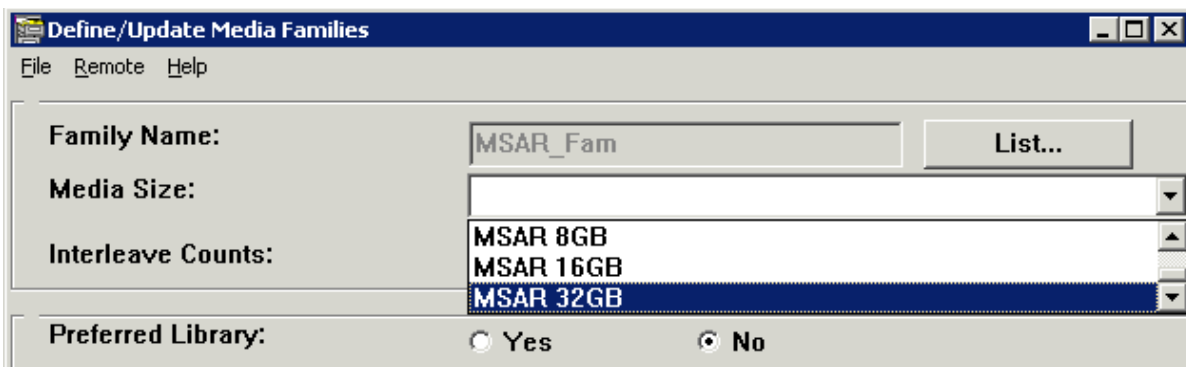 Define/Update Media Families
File Remote Help
Family Name: MSAR_Fam List...
Media Size:
MSAR 8GB
Interleave Counts: MSAR 16GB
MSAR 32GB
Preferred Library: Yes No